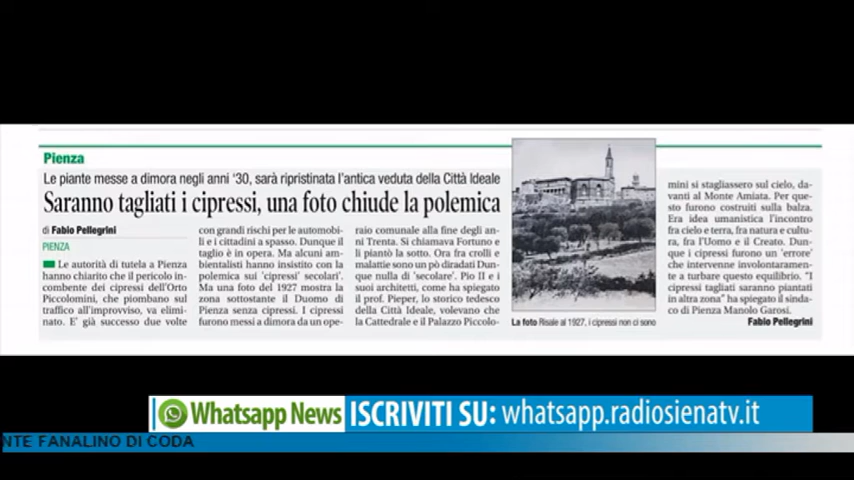 Pienza
Le piante messe a dimora negli anni '30, sarà ripristinata l'antica veduta della Città Ideale
Saranno tagliati i cipressi, una foto chiude la polemica
di Fabio Pellegrini
PIENZA
Le autorità di tutela a Pienza
hanno chiarito che il pericolo in-
combente dei cipressi dell'Orto
Piccolomini, che piombano sul
traffico all'improvviso, va elimi-
nato. E' già successo due volte
con grandi rischi per le automobi-
li e i cittadini a spasso. Dunque il
taglio è in opera. Ma alcuni am-
bientalisti hanno insistito con la
polemica sui 'cipressi' secolari'.
Ma una foto del 1927 mostra la
zona sottostante il Duomo di
Pienza senza cipressi. I cipressi
furono messi a dimora da un ope-
raio comunale alla fine degli an-
ni Trenta. Si chiamava Fortuno e
li piantò la sotto. Ora fra crolli e
malattie sono un pò diradati Dun-
que nulla di 'secolare'. Pio II e i
suoi architetti, come ha spiegato
il prof. Pieper, lo storico tedesco
della Città Ideale, volevano che
la Cattedrale e il Palazzo Piccolo-
La foto Risale al 1927, i cipressi non ci sono
mini si stagliassero sul cielo, da-
vanti al Monte Amiata. Per que-
sto furono costruiti sulla balza.
Era idea umanistica l'incontro
fra cielo e terra, fra natura e cultu-
ra, fra l'Uomo e il Creato. Dun-
que i cipressi furono un 'errore'
che intervenne involontariamen-
te a turbare questo equilibrio. "I
cipressi tagliati saranno piantati
in altra zona" ha spiegato il sinda-
co di Pienza Manolo Garosi.
Fabio Pellegrini
Whatsapp News ISCRIVITI SU: whatsapp.radiosienatv.it
NTE FANALINO DI CODA